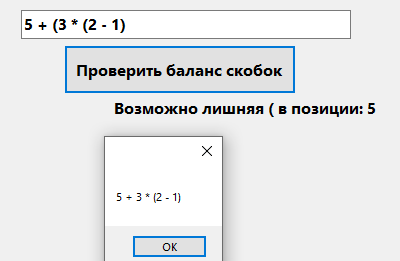 5 + (3 * (2 - 1)
Проверить баланс скобок
Возможно лишняя ( в позиции: 5
5 + 3 * (2 - 1)
OK